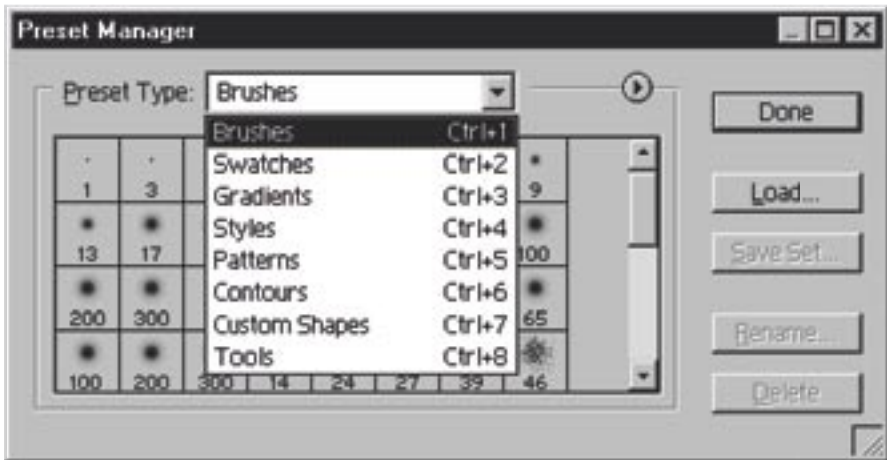 Preset Manager
Preset Type: Brushes
Done
Brushes Ctrl+1
Swatches Ctrl+2
Gradients Ctrl+3
Styles Ctrl+4
Patterns Ctrl+5
Contours Ctrl+6
Custom Shapes Ctrl+7
Tools Ctrl+8
1 3 9
13 17 100
200 300 65
100 200 300 14 24 27 39 46
Load...
Save Set...
Rename...
Delete